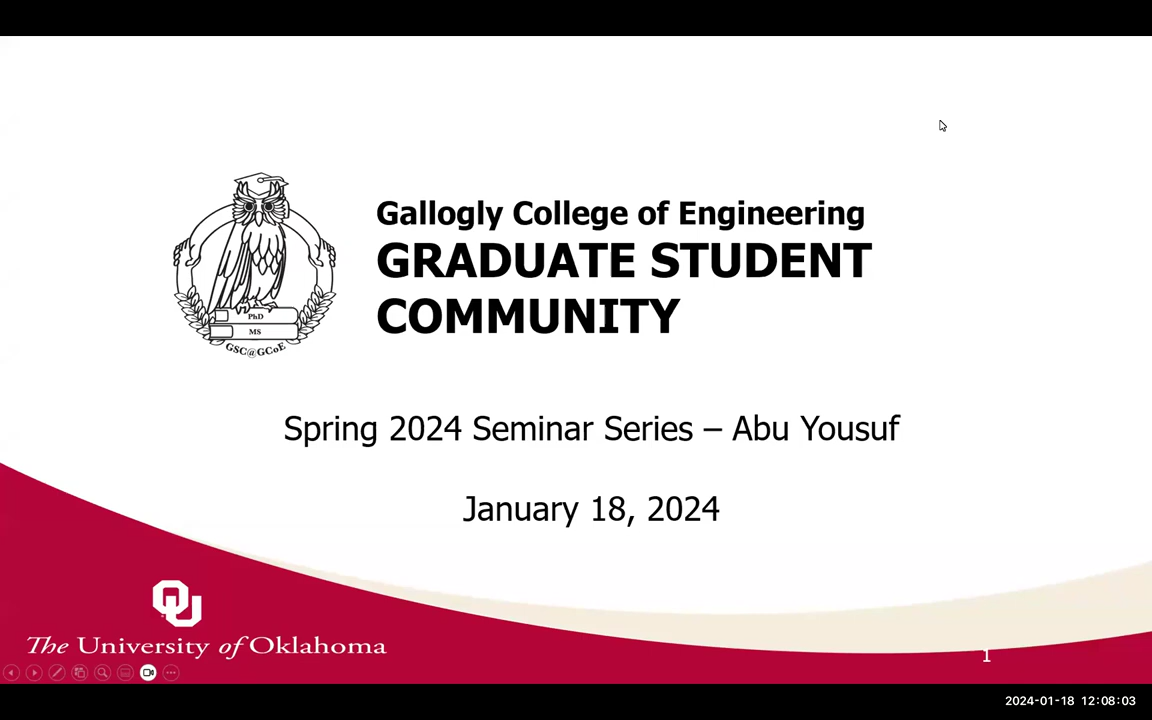 Gallogly College of Engineering
GRADUATE STUDENT
COMMUNITY
PhD
MS
GSC@GCoE
Spring 2024 Seminar Series – Abu Yousuf
January 18, 2024
OU
The University of Oklahoma
1
2024-01-18 12:08:03